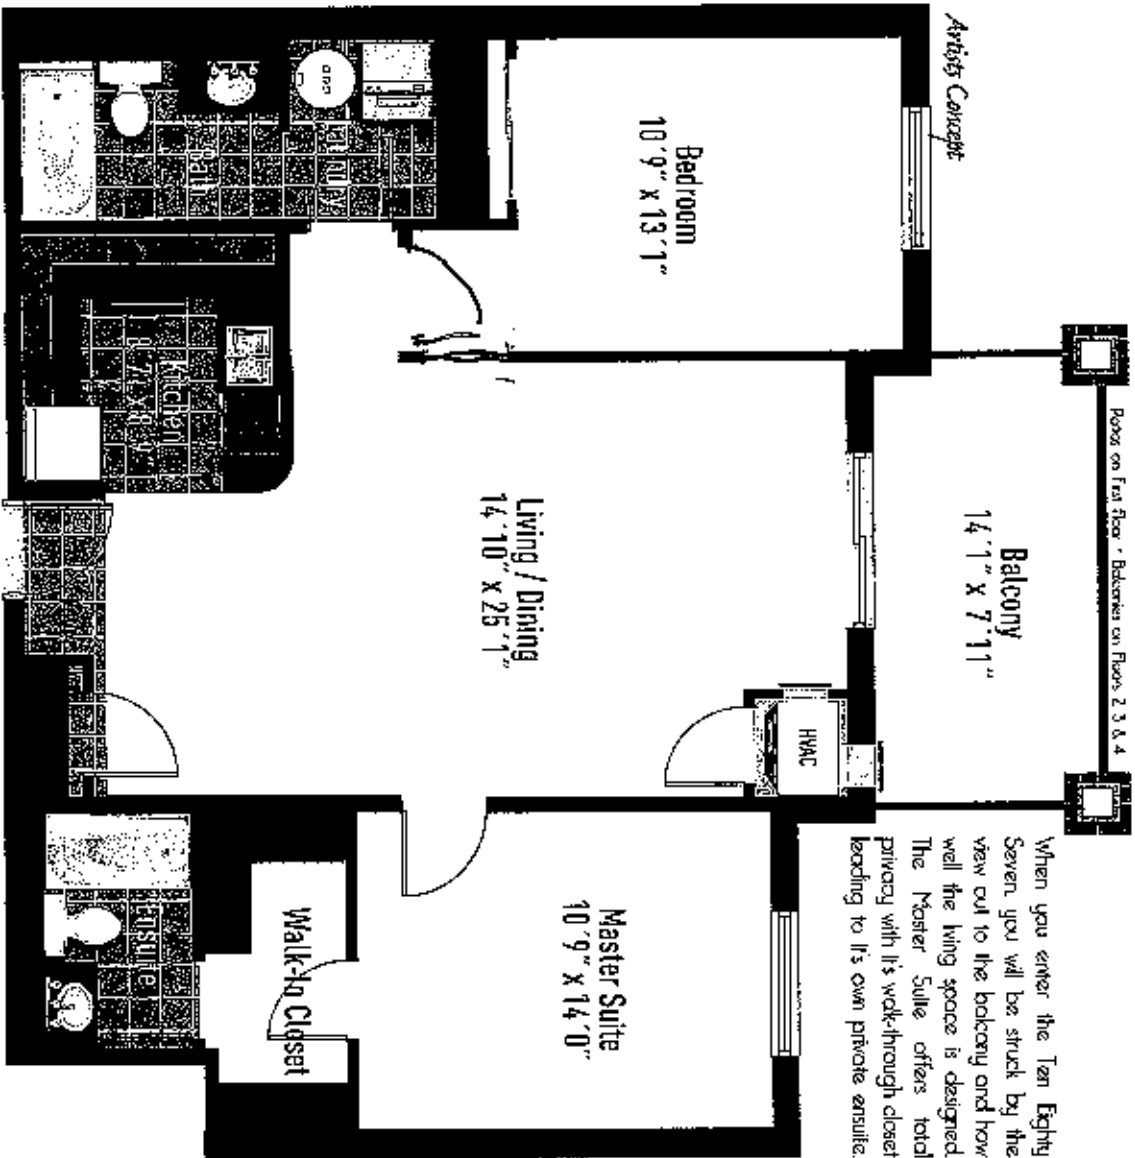 Artists Concept
Patios on First Floor • Balconies on Floors 2 3 & 4
Balcony
14'1" x 7'11"
When you enter the Ten Eighty
Seven you will be struck by the
view out to the balcony and how
well the living space is designed.
The Master Suite offers total
privacy with it's walk-through closet
leading to it's own private ensuite.
Bedroom
10'9" x 13'1"
HVAC
Living / Dining
14'10" x 25'1"
Master Suite
10'9" x 14'0"
Walk-In Closet
Laundry
Bath
Kitchen
Ensuite